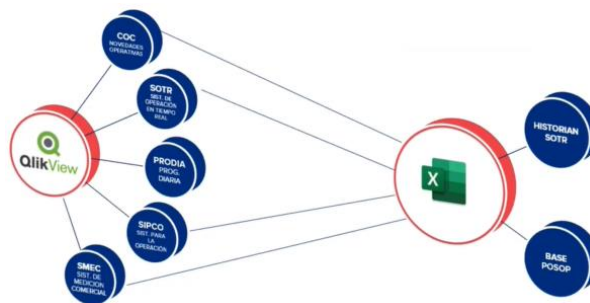 COC
NOVEDADES
OPERATIVAS
SOTR
SIST. DE
OPERACIÓN
EN TIEMPO
REAL
QlikView
PRODIA
PROG.
DIARIA
SIPCO
SIST. PARA
LA
OPERACIÓN
SMEC
SIST. DE
MEDICION
COMERCIAL
X
HISTORIAN
SOTR
BASE
POSOP